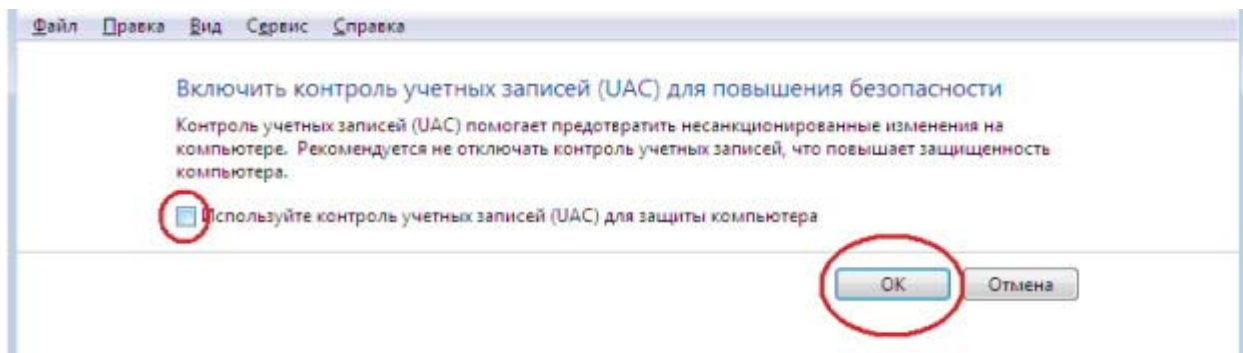 Файл Правка Вид Сервис Справка
Включить контроль учетных записей (UAC) для повышения безопасности
Контроль учетных записей (UAC) помогает предотвратить несанкционированные изменения на
компьютере. Рекомендуется не отключать контроль учетных записей, что повышает защищенность
компьютера.
Используйте контроль учетных записей (UAC) для защиты компьютера
ОК Отмена